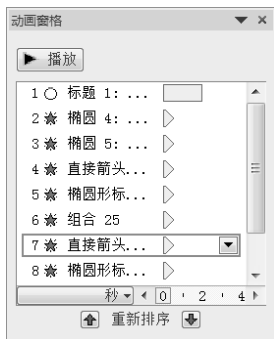 动画窗格
播放
1 标题 1: ...
2 椭圆 4: ...
3 椭圆 5: ...
4 直接箭头...
5 椭圆形标...
6 组合 25
7 直接箭头...
8 椭圆形标...
秒 0 2 4
重新排序